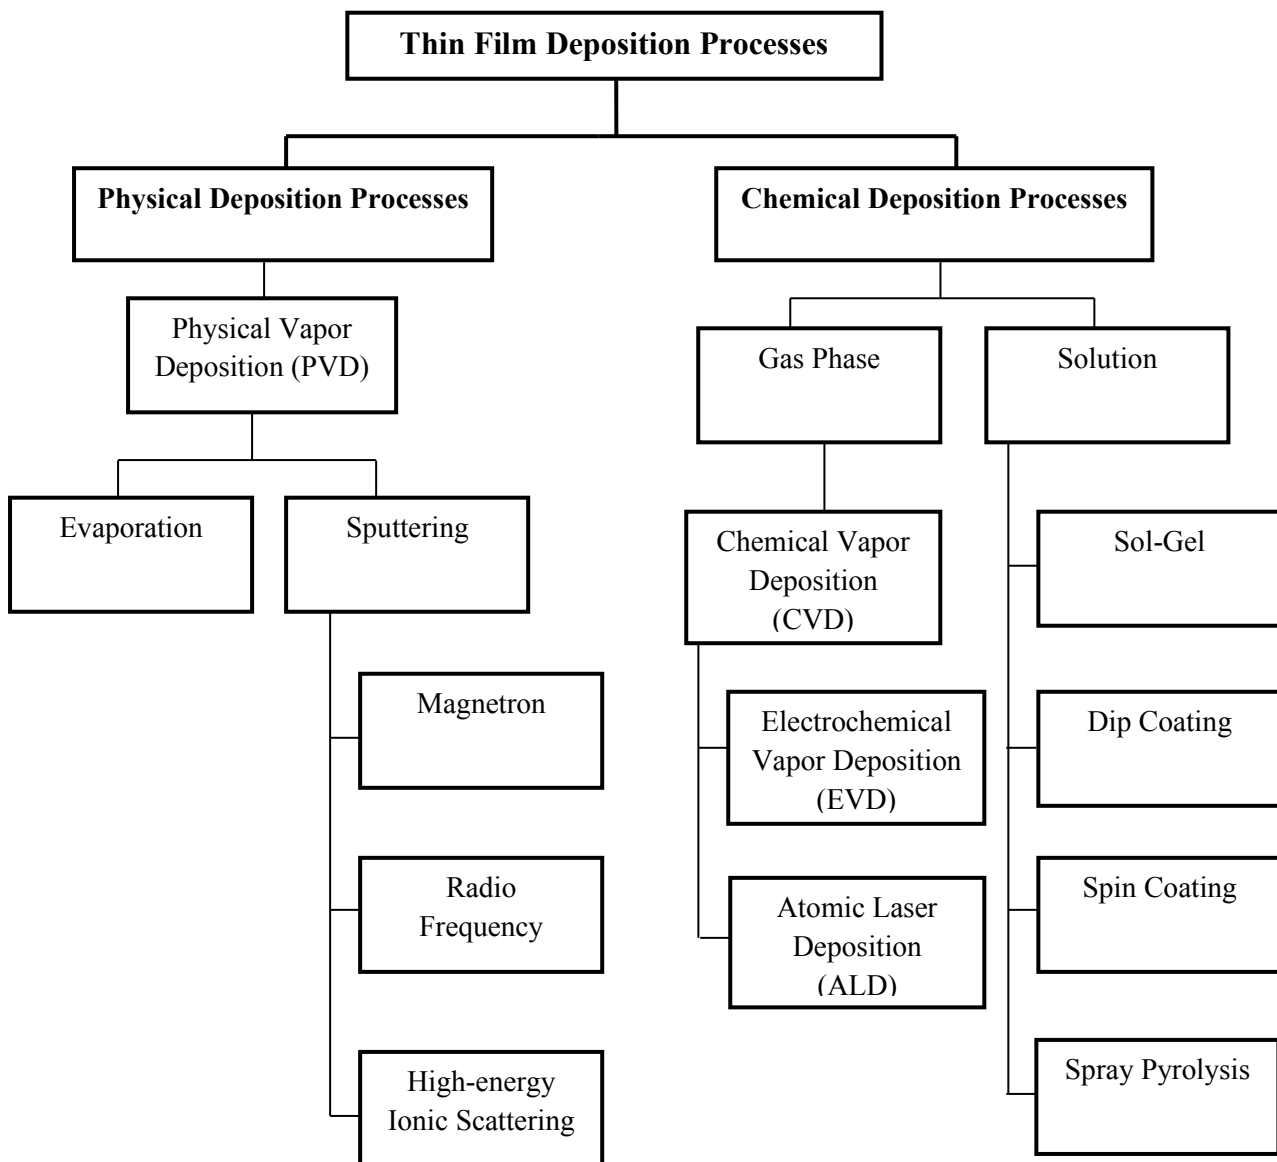 Thin Film Deposition Processes
Physical Deposition Processes
Chemical Deposition Processes
Physical Vapor
Deposition (PVD)
Gas Phase
Solution
Evaporation
Sputtering
Chemical Vapor
Deposition
(CVD)
Sol-Gel
Magnetron
Electrochemical
Vapor Deposition
(EVD)
Dip Coating
Radio
Frequency
Atomic Laser
Deposition
(ALD)
Spin Coating
High-energy
Ionic Scattering
Spray Pyrolysis